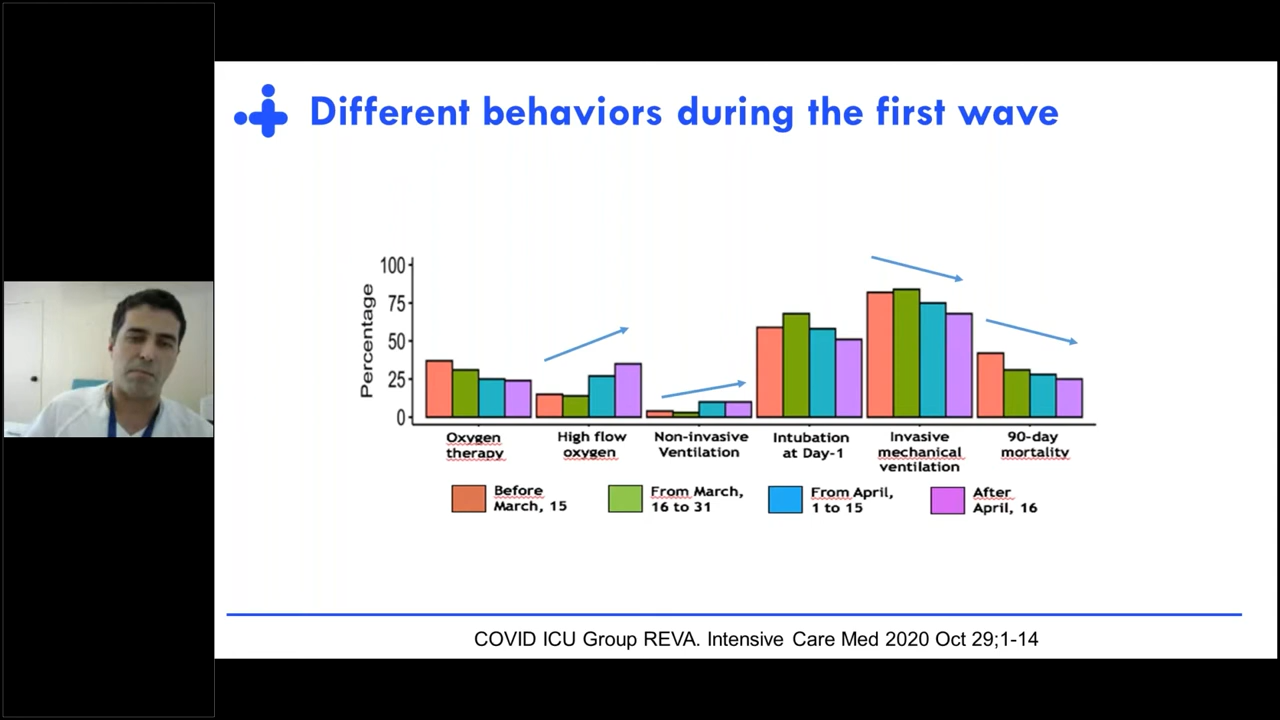 Different behaviors during the first wave
Percentage
100
75
50
25
0
Oxygen
therapy
High flow
oxygen
Non-invasive
Ventilation
Intubation
at Day-1
Invasive
mechanical
ventilation
90-day
mortality
Before
March, 15
From March,
16 to 31
From April,
1 to 15
After
April, 16
COVID ICU Group REVA. Intensive Care Med 2020 Oct 29;1-14